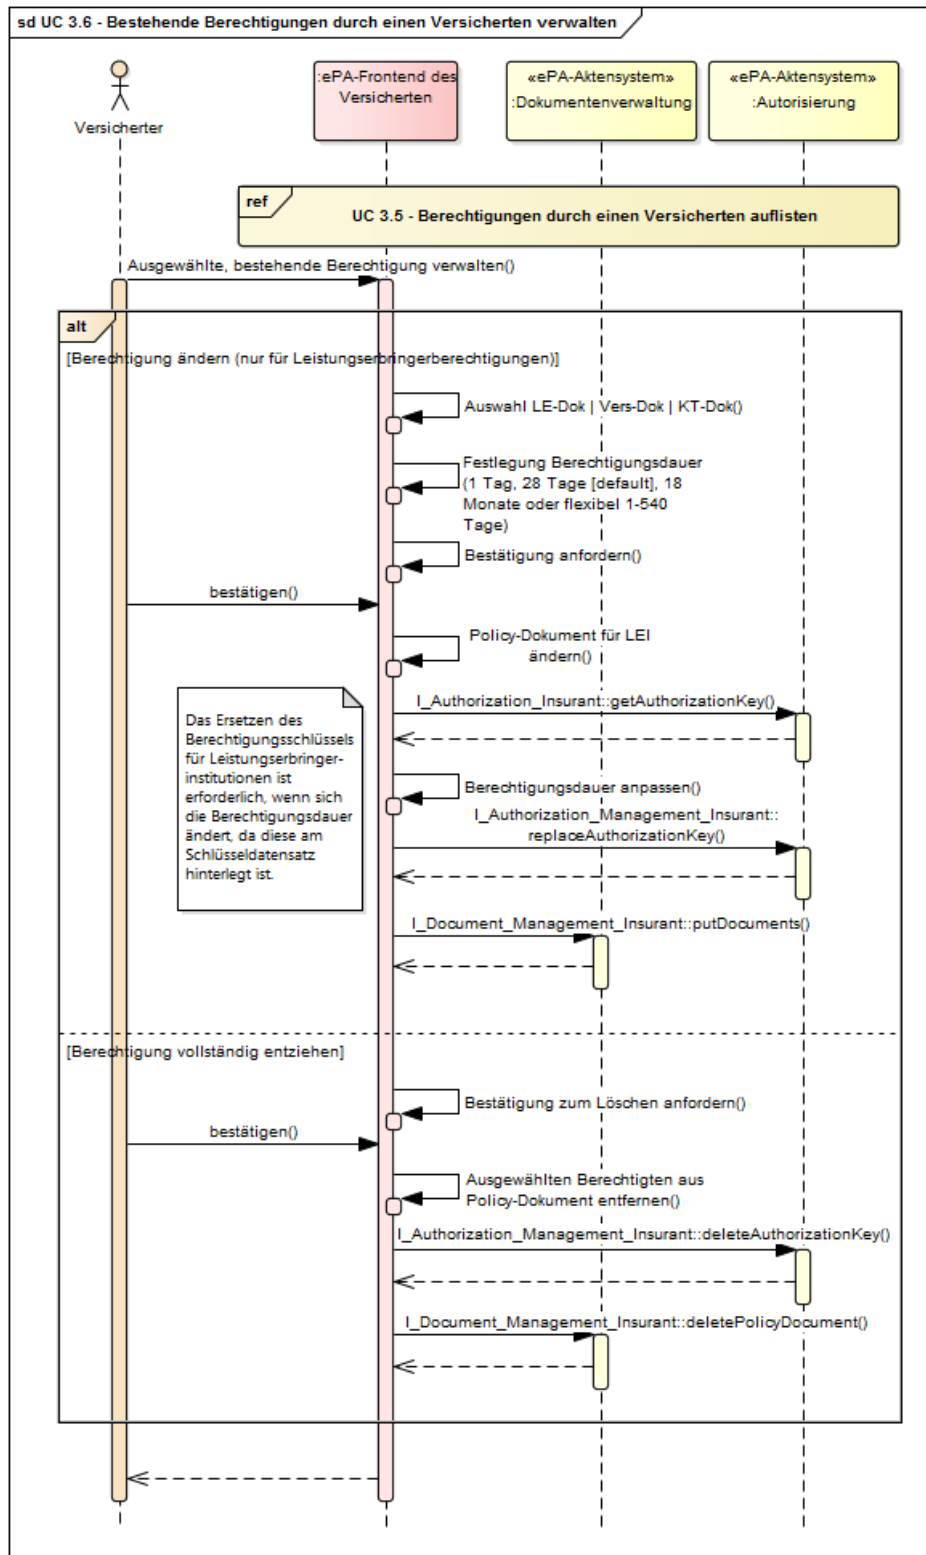 sd UC 3.6 - Bestehende Berechtigungen durch einen Versicherten verwalten
Versicherter
:ePA-Frontend des
Versicherten
«ePA-Aktensystem»
:Dokumentenverwaltung
«ePA-Aktensystem»
:Autorisierung
ref
UC 3.5 - Berechtigungen durch einen Versicherten auflisten
Ausgewählte, bestehende Berechtigung verwalten()
alt
[Berechtigung ändern (nur für Leistungserbringerberechtigungen)]
Auswahl LE-Dok | Vers-Dok | KT-Dok()
Festlegung Berechtigungsdauer
(1 Tag, 28 Tage [default], 18
Monate oder flexibel 1-540
Tage)
Bestätigung anfordern()
bestätigen()
Policy-Dokument für LEI
ändern()
I_Authorization_Insurant::getAuthorizationKey()
Das Ersetzen des
Berechtigungsschlüssels
für Leistungserbringer-
institutionen ist
erforderlich, wenn sich
die Berechtigungsdauer
ändert, da diese am
Schlüsseldatensatz
hinterlegt ist.
Berechtigungsdauer anpassen()
I_Authorization_Management_Insurant::
replaceAuthorizationKey()
I_Document_Management_Insurant::putDocuments()
[Berechtigung vollständig entziehen]
Bestätigung zum Löschen anfordern()
bestätigen()
Ausgewählten Berechtigten aus
Policy-Dokument entfernen()
I_Authorization_Management_Insurant::deleteAuthorizationKey()
I_Document_Management_Insurant::deletePolicyDocument()